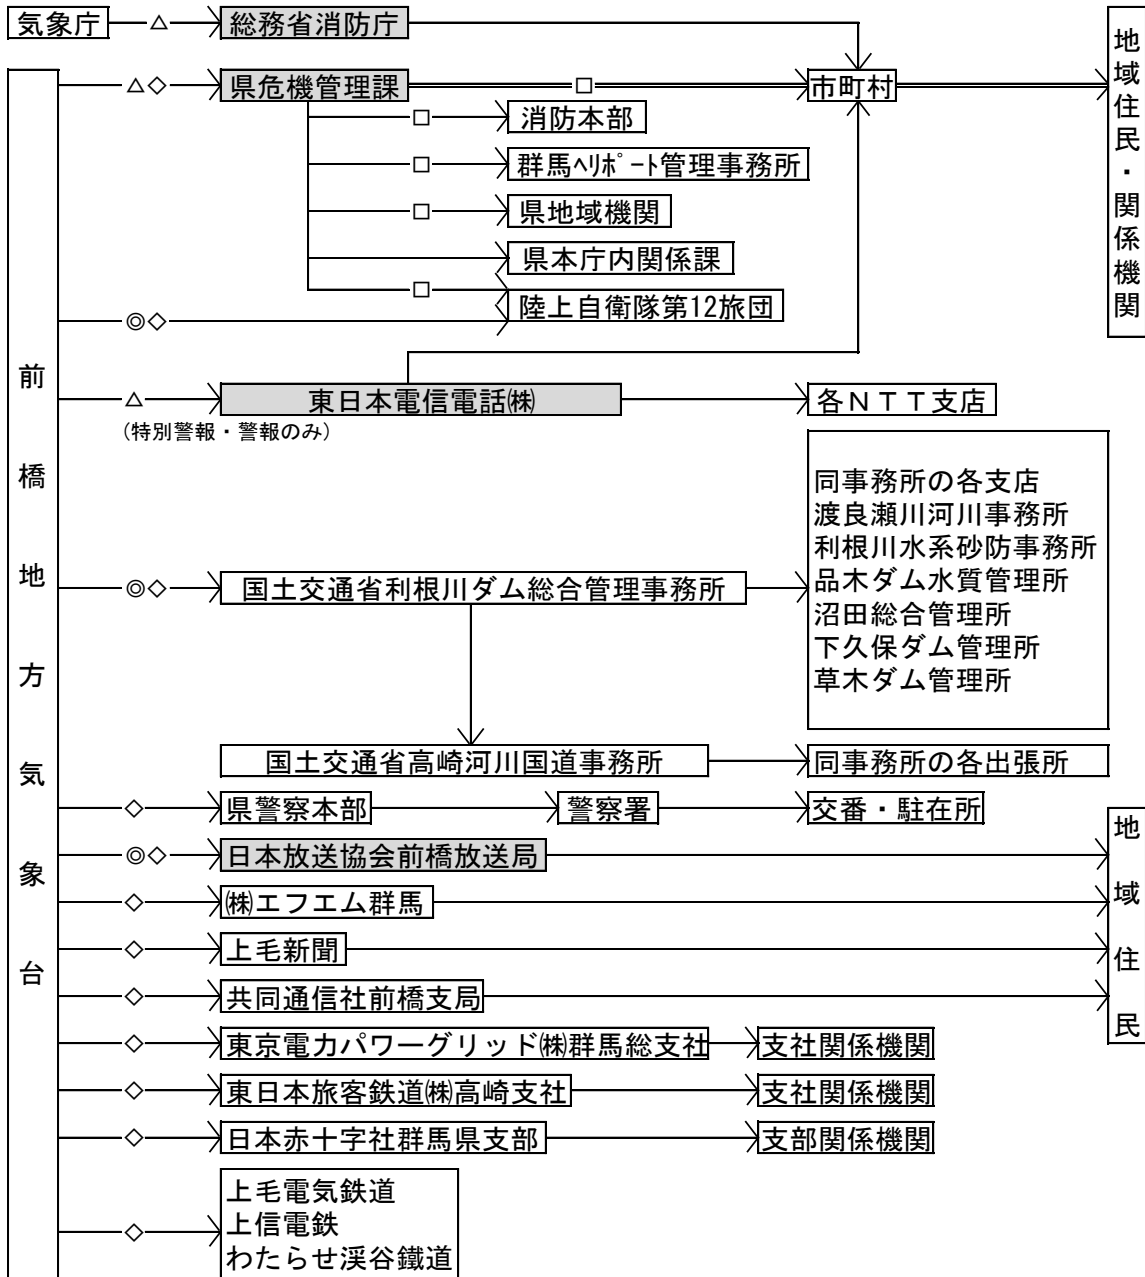 気象庁 △ 総務省消防庁
△◇ 県危機管理課 □ 市町村
□ 消防本部
□ 群馬ﾍﾘﾎﾟｰﾄ管理事務所
□ 県地域機関
県本庁内関係課
□ 陸上自衛隊第12旅団
◎◇
地域住民・関係機関
前橋地方気象台
△ 東日本電信電話㈱ 各ＮＴＴ支店
(特別警報・警報のみ)
同事務所の各支店
渡良瀬川河川事務所
利根川水系砂防事務所
品木ダム水質管理所
沼田総合管理所
下久保ダム管理所
草木ダム管理所
◎◇ 国土交通省利根川ダム総合管理事務所
国土交通省高崎河川国道事務所 同事務所の各出張所
◇ 県警察本部 警察署 交番・駐在所
◎◇ 日本放送協会前橋放送局
◇ ㈱エフエム群馬
◇ 上毛新聞
◇ 共同通信社前橋支局
地域住民
◇ 東京電力パワーグリッド㈱群馬総支社 支社関係機関
◇ 東日本旅客鉄道㈱高崎支社 支社関係機関
◇ 日本赤十字社群馬県支部 支部関係機関
上毛電気鉄道
◇ 上信電鉄
わたらせ渓谷鐵道